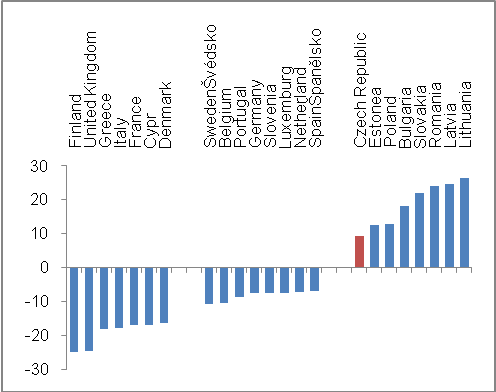 Finland
United Kingdom
Greece
Italy
France
Cypr
Denmark
SwedenŠvédsko
Belgium
Portugal
Germany
Slovenia
Luxemburg
Netherland
SpainSpanělsko
Czech Republic
Estonea
Poland
Bulgaria
Slovakia
Romania
Latvia
Lithuania
30
20
10
0
-10
-20
-30